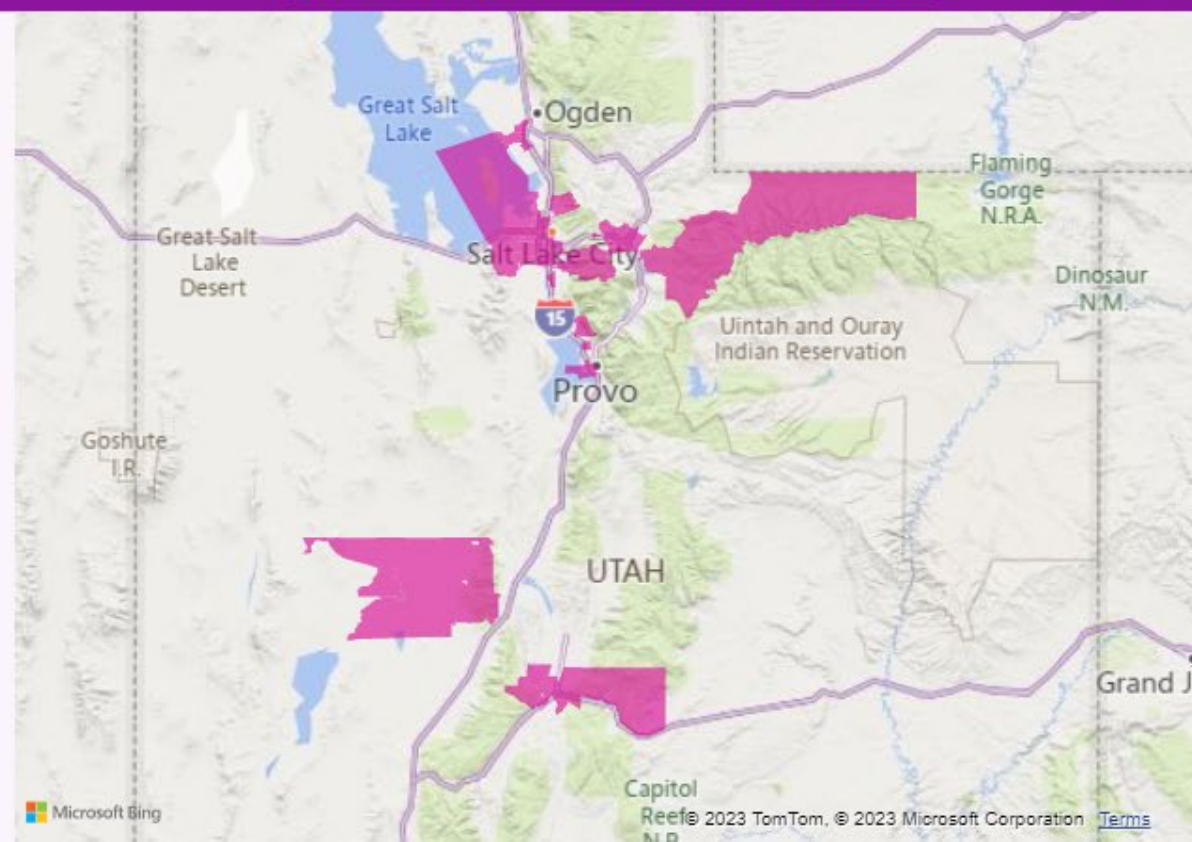 Ogden
Great Salt
Lake
Flaming
Gorge
N.R.A.
Great Salt
Lake
Desert
Salt Lake City
Dinosaur
N.M.
15
Uintah and Ouray
Indian Reservation
Provo
Goshute
I.R.
UTAH
Grand J
Capitol
Reef
N.P.
Microsoft Bing
© 2023 TomTom, © 2023 Microsoft Corporation Terms